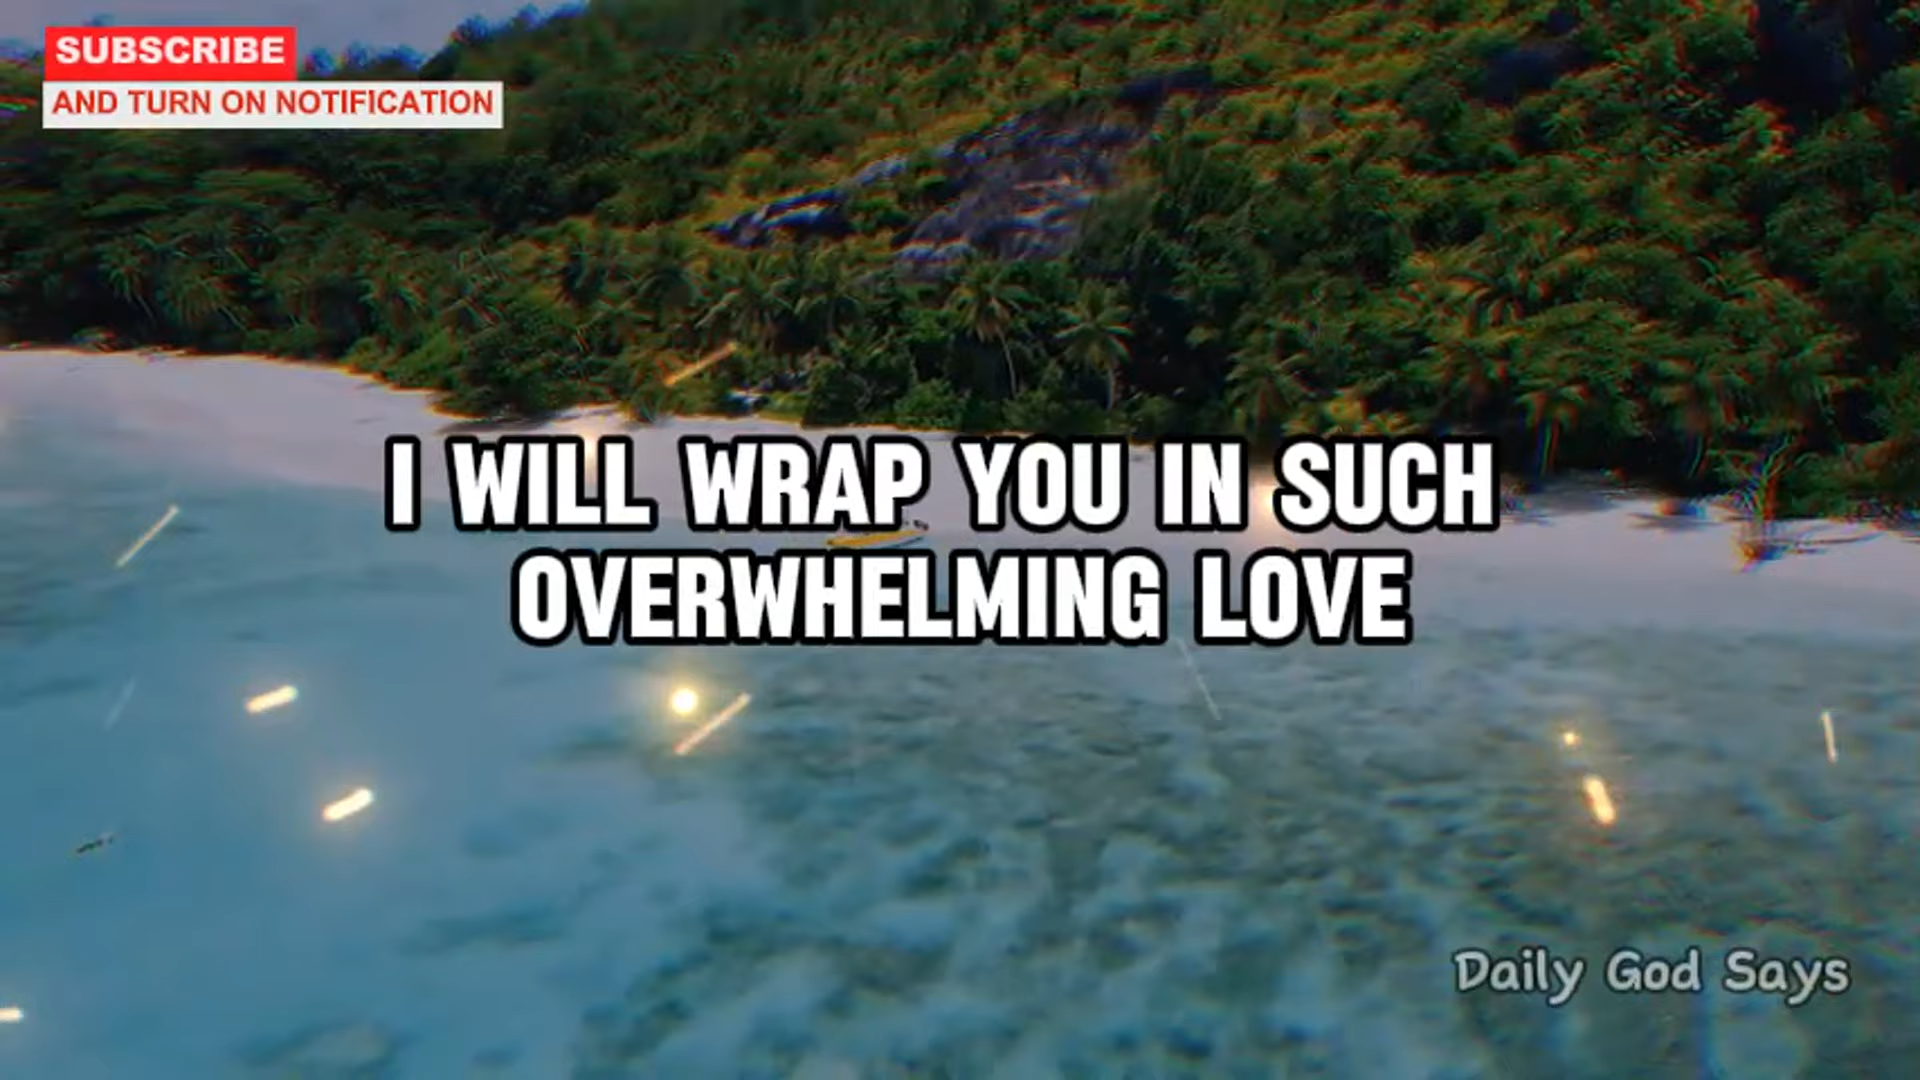 SUBSCRIBE
AND TURN ON NOTIFICATION
I WILL WRAP YOU IN SUCH
OVERWHELMING LOVE
Daily God Says